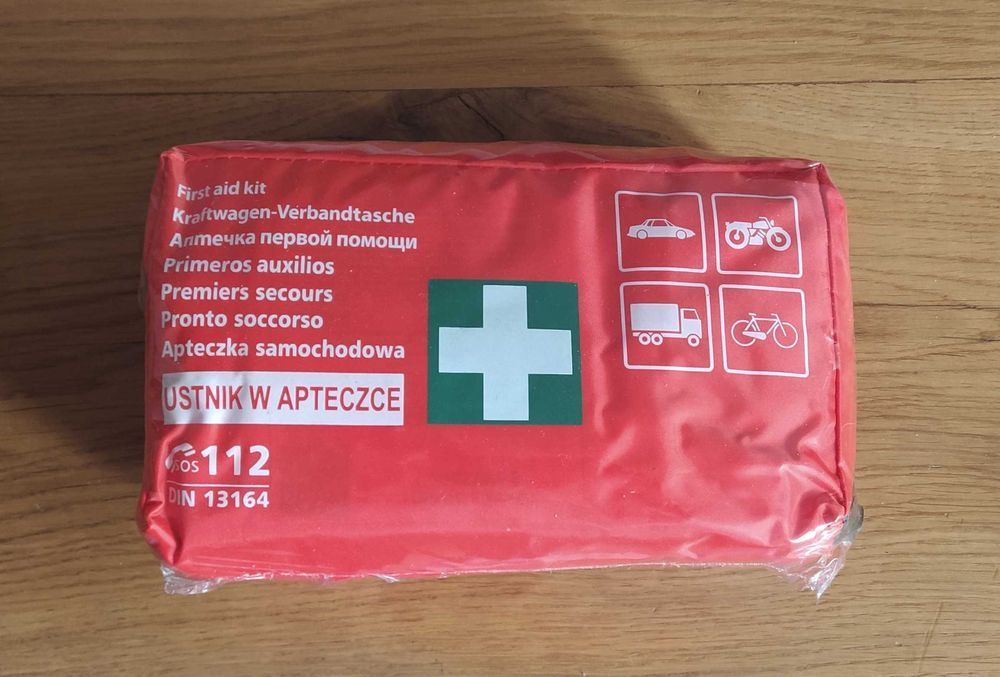 First aid kit
Kraftwagen-Verbandtasche
Аптечка первой помощи
Primeros auxilios
Premiers secours
Pronto soccorso
Apteczka samochodowa
USTNIK W APTECZCE
SOS 112
DIN 13164